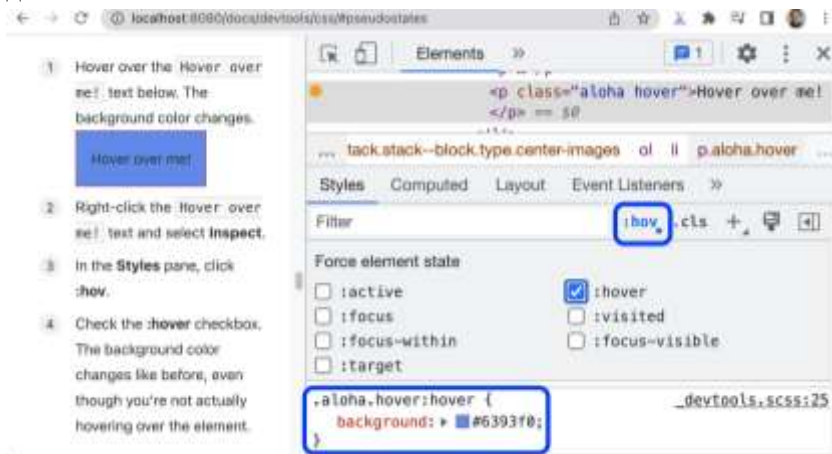 localhost:8080/docs/devtools/css/#pseudostates
1 Hover over the Hover over
me! text below. The
background color changes.
Hover over me!
2 Right-click the Hover over
me! text and select Inspect.
3 In the Styles pane, click
:hov.
4 Check the :hover checkbox.
The background color
changes like before, even
though you're not actually
hovering over the element.
Elements » 1
<p class="aloha hover">Hover over me!
</p> == $0
... tack.stack--block.type.center-images ol li p.aloha.hover ...
Styles Computed Layout Event Listeners »
Filter :hov .cls +
Force element state
:active :hover
:focus :visited
:focus-within :focus-visible
:target
.aloha.hover:hover { _devtools.scss:25
background: #6393f0;
}